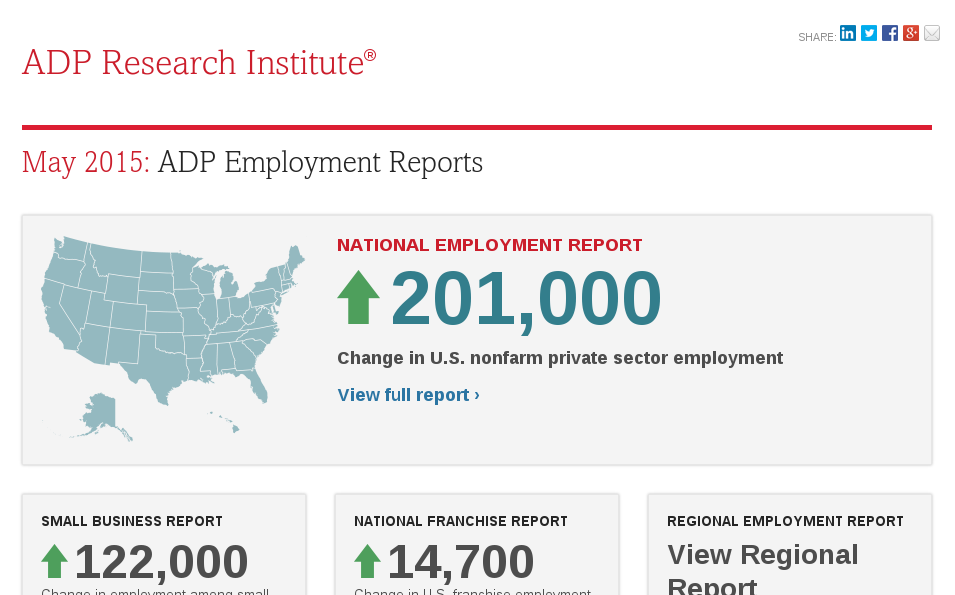 SHARE:
ADP Research Institute®
May 2015: ADP Employment Reports
NATIONAL EMPLOYMENT REPORT
201,000
Change in U.S. nonfarm private sector employment
View full report ›
SMALL BUSINESS REPORT
122,000
Change in employment among small
NATIONAL FRANCHISE REPORT
14,700
Change in U.S. franchise employment
REGIONAL EMPLOYMENT REPORT
View Regional
Report